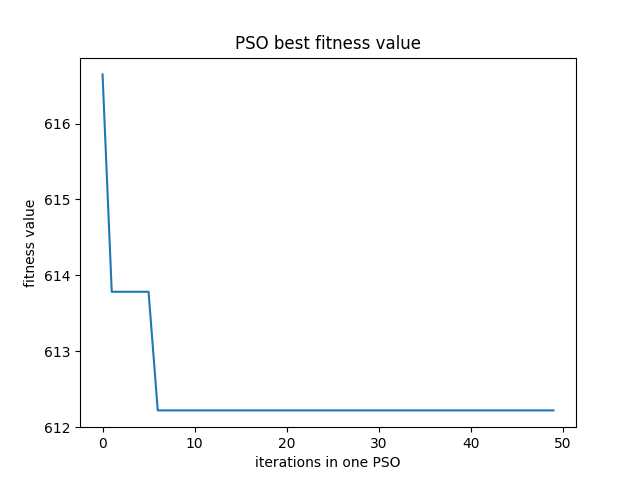 PSO best fitness value
616
615
614
613
612
fitness value
0 10 20 30 40 50
iterations in one PSO